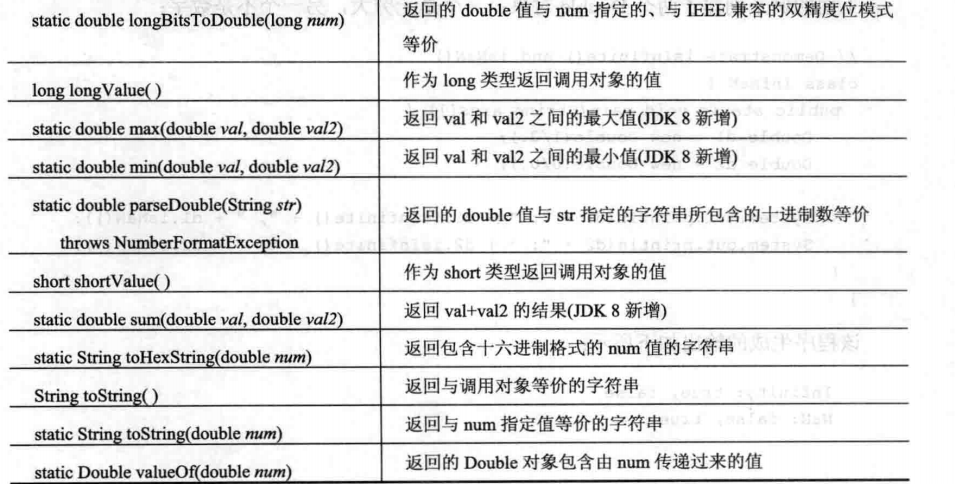 static double longBitsToDouble(long num) 返回的 double 值与 num 指定的、与 IEEE 兼容的双精度位模式
等价
long longValue( ) 作为 long 类型返回调用对象的值
static double max(double val, double val2) 返回 val 和 val2 之间的最大值(JDK 8 新增)
static double min(double val, double val2) 返回 val 和 val2 之间的最小值(JDK 8 新增)
static double parseDouble(String str)
throws NumberFormatException 返回的 double 值与 str 指定的字符串所包含的十进制数等价
short shortValue( ) 作为 short 类型返回调用对象的值
static double sum(double val, double val2) 返回 val+val2 的结果(JDK 8 新增)
static String toHexString(double num) 返回包含十六进制格式的 num 值的字符串
String toString( ) 返回与调用对象等价的字符串
static String toString(double num) 返回与 num 指定值等价的字符串
static Double valueOf(double num) 返回的 Double 对象包含由 num 传递过来的值